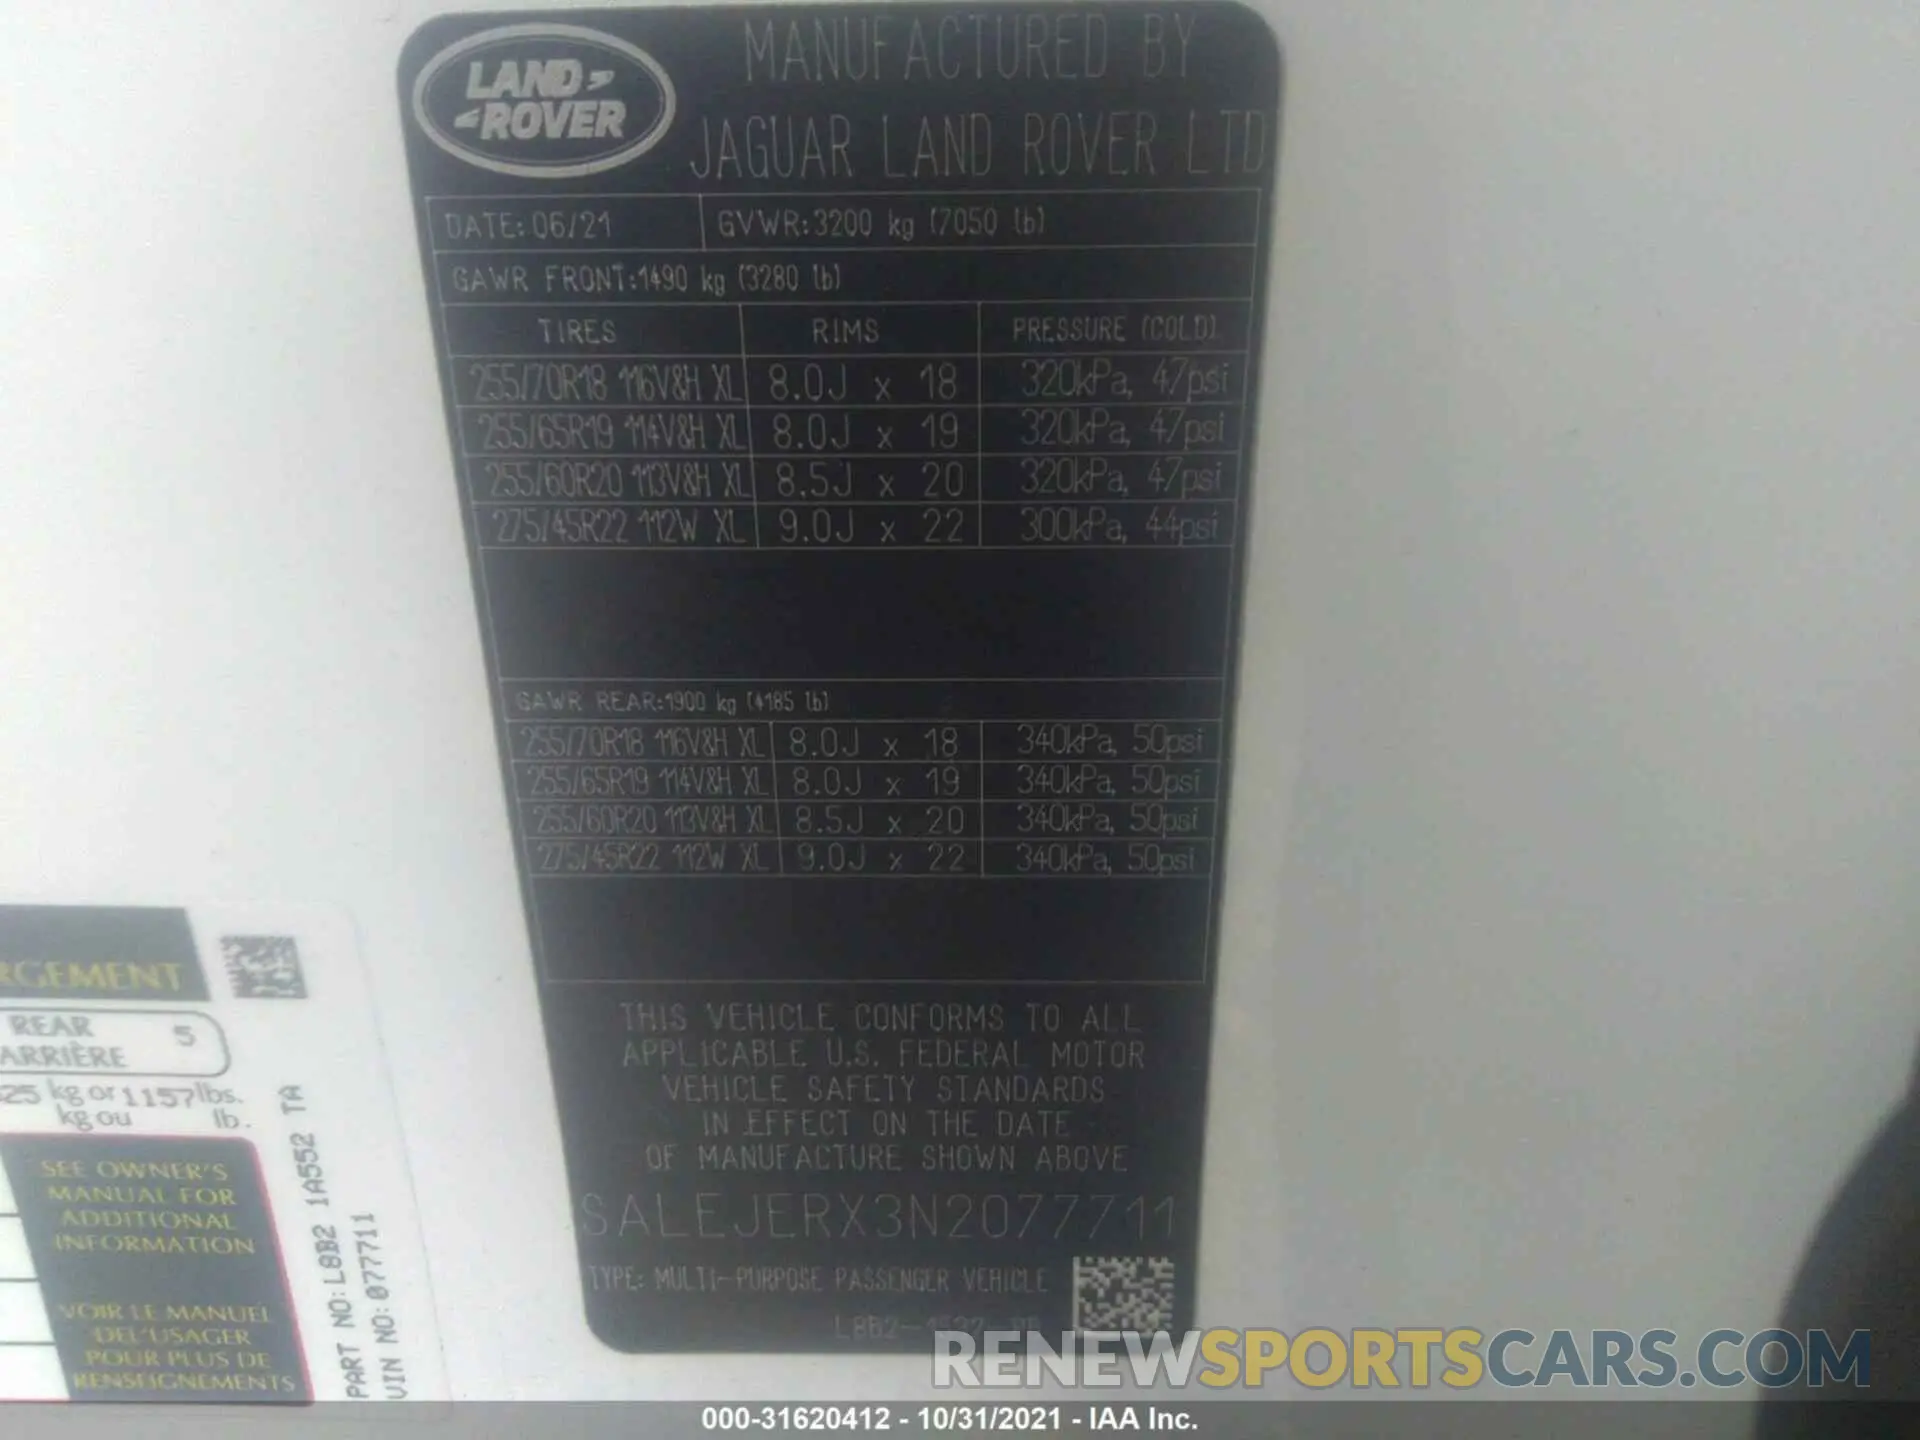 LAND
ROVER
MANUFACTURED BY
JAGUAR LAND ROVER LTD
DATE: 06/21 GVWR:3200 kg (7050 lb)
GAWR FRONT:1490 kg (3280 lb)
TIRES RIMS PRESSURE (COLD)
255/70R18 116V&H XL 8.0J x 18 320kPa, 47psi
255/65R19 114V&H XL 8.0J x 19 320kPa, 47psi
255/60R20 113V&H XL 8.5J x 20 320kPa, 47psi
275/45R22 112W XL 9.0J x 22 300kPa, 44psi
GAWR REAR:1900 kg (4185 lb)
255/70R18 116V&H XL 8.0J x 18 340kPa, 50psi
255/65R19 114V&H XL 8.0J x 19 340kPa, 50psi
255/60R20 113V&H XL 8.5J x 20 340kPa, 50psi
275/45R22 112W XL 9.0J x 22 340kPa, 50psi
THIS VEHICLE CONFORMS TO ALL
APPLICABLE U.S. FEDERAL MOTOR
VEHICLE SAFETY STANDARDS
IN EFFECT ON THE DATE
OF MANUFACTURE SHOWN ABOVE
SALEJERX3N2077711
TYPE: MULTI-PURPOSE PASSENGER VEHICLE
RGEMENT
REAR 5
ARRIÈRE
25 kg or 1157 lbs.
kg ou lb.
SEE OWNER'S
MANUAL FOR
ADDITIONAL
INFORMATION
VOIR LE MANUEL
DEL'USAGER
POUR PLUS DE
RENSEIGNEMENTS
PART NO:L8B2 1A552 TA
VIN NO:077711
RENEWSPORTSCARS.COM
000-31620412 - 10/31/2021 - IAA Inc.